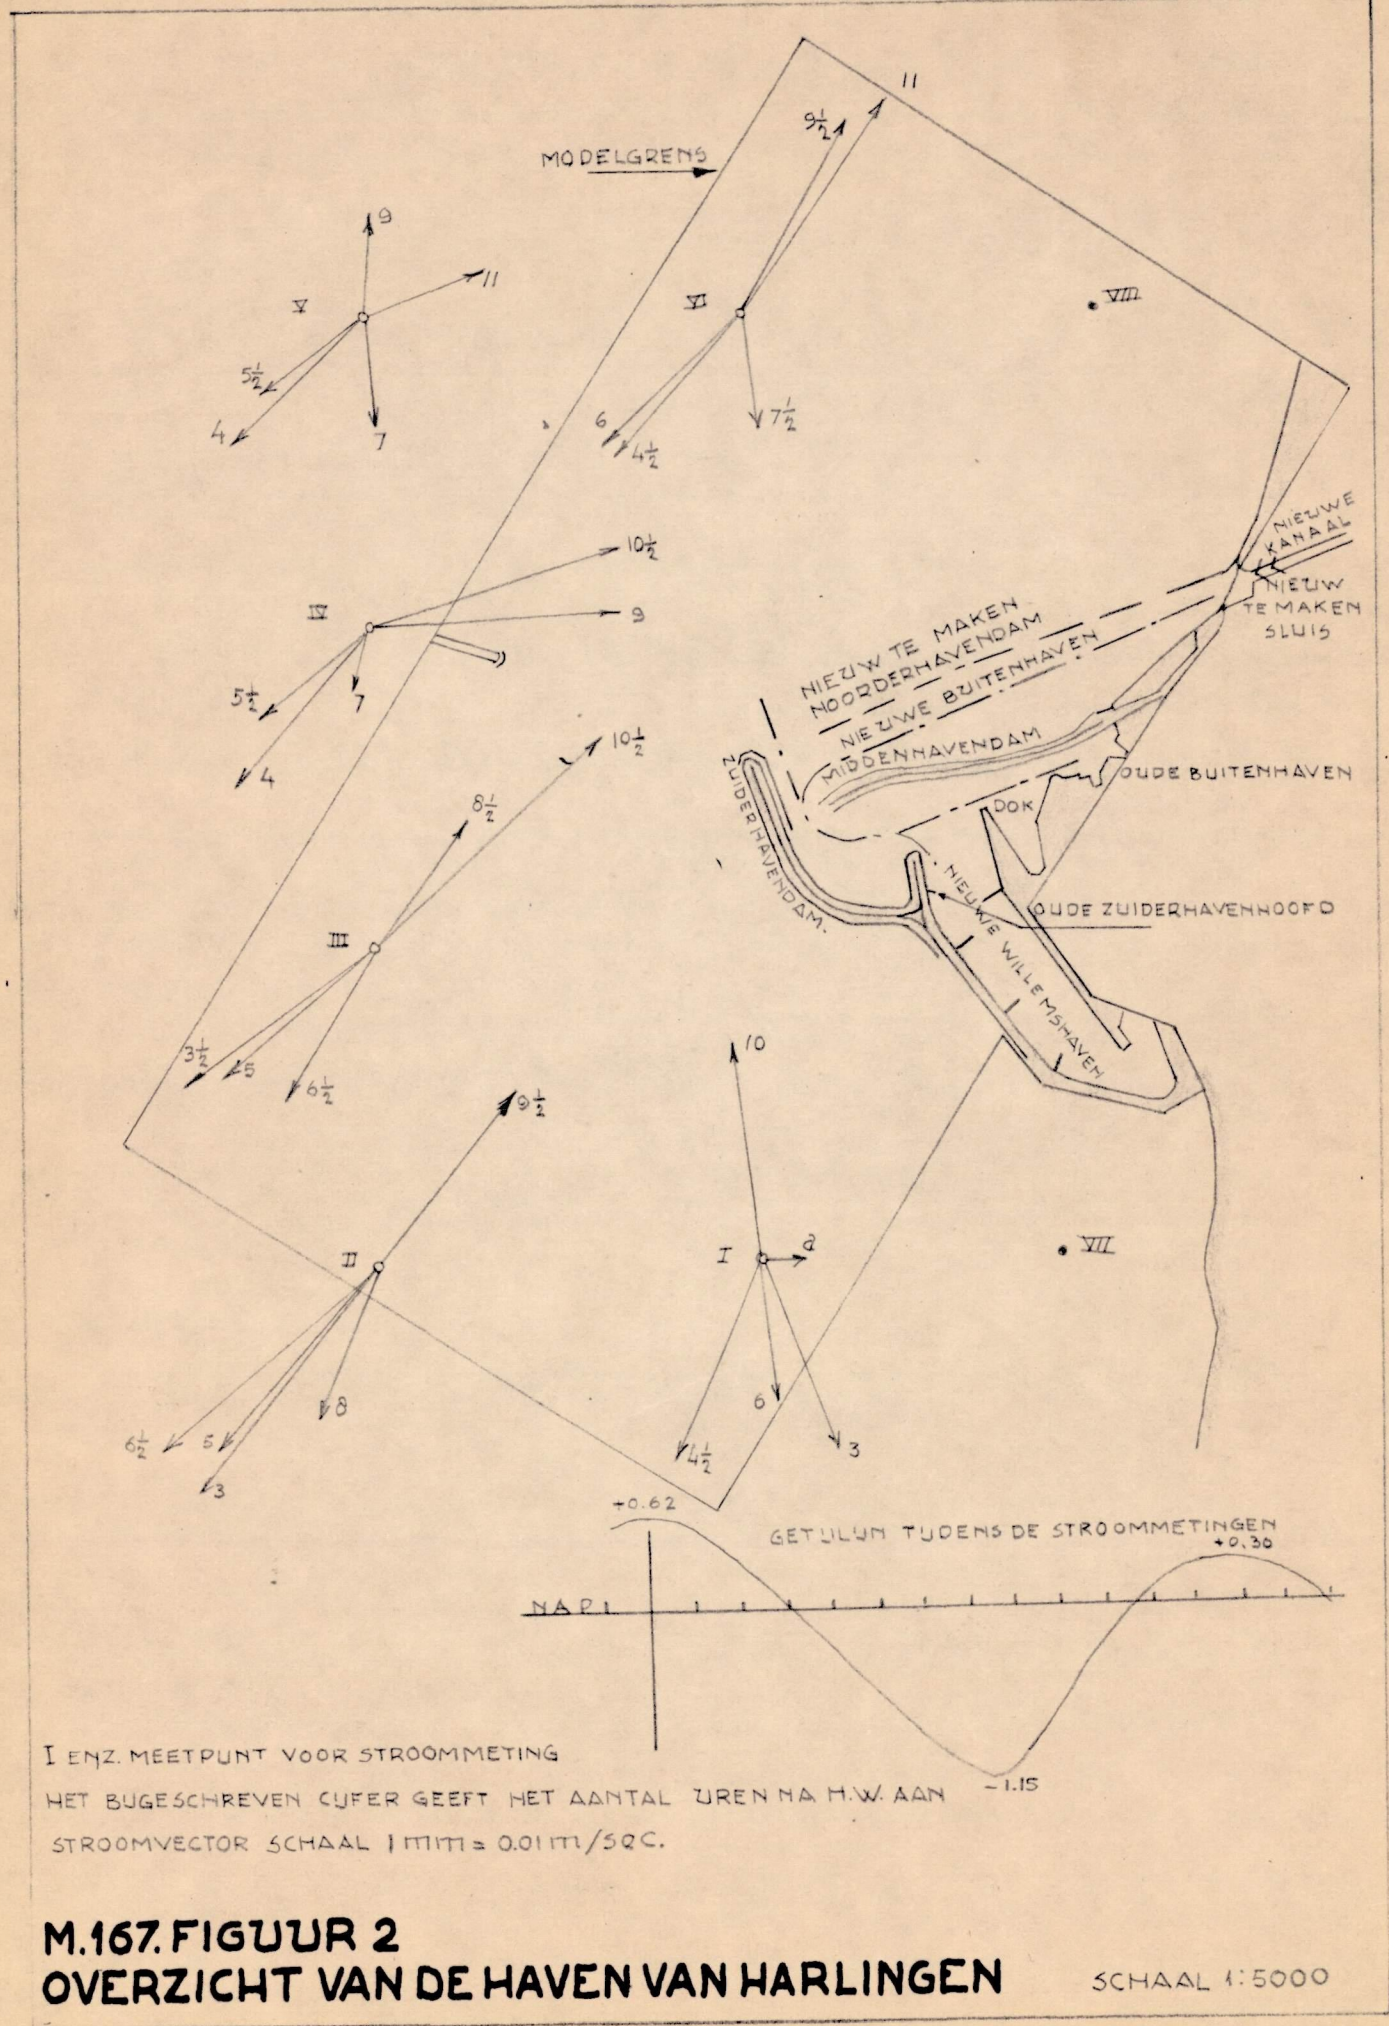 11
9½
MODELGRENS
9
11
V
5½
4
7
VI
6
4½
7½
VIII
NIEUWE
KANAAL
NIEUW
TE MAKEN
SLUIS
10½
IV
9
5½
7
4
NIEUW TE MAKEN
NOORDERHAVENDAM
NIEUWE BUITENHAVEN
MIDDENHAVENDAM
ZUIDERHAVENDAM.
OUDE BUITENHAVEN
DOK
10½
8½
III
3½
5
6½
OUDE ZUIDERHAVENHOOFD
NIEUWE WILLEMSHAVEN
9½
II
6½
5
3
8
10
I
a
6
4½
3
VII
+0.62
GETIJLIJN TIJDENS DE STROOMMETINGEN
+0.30
N A P
-1.15
I ENZ. MEETPUNT VOOR STROOMMETING
HET BIJGESCHREVEN CIJFER GEEFT HET AANTAL UREN NA H.W. AAN
STROOMVECTOR SCHAAL 1 mm = 0.01 m/sec.
M.167. FIGUUR 2
OVERZICHT VAN DE HAVEN VAN HARLINGEN
SCHAAL 1:5000